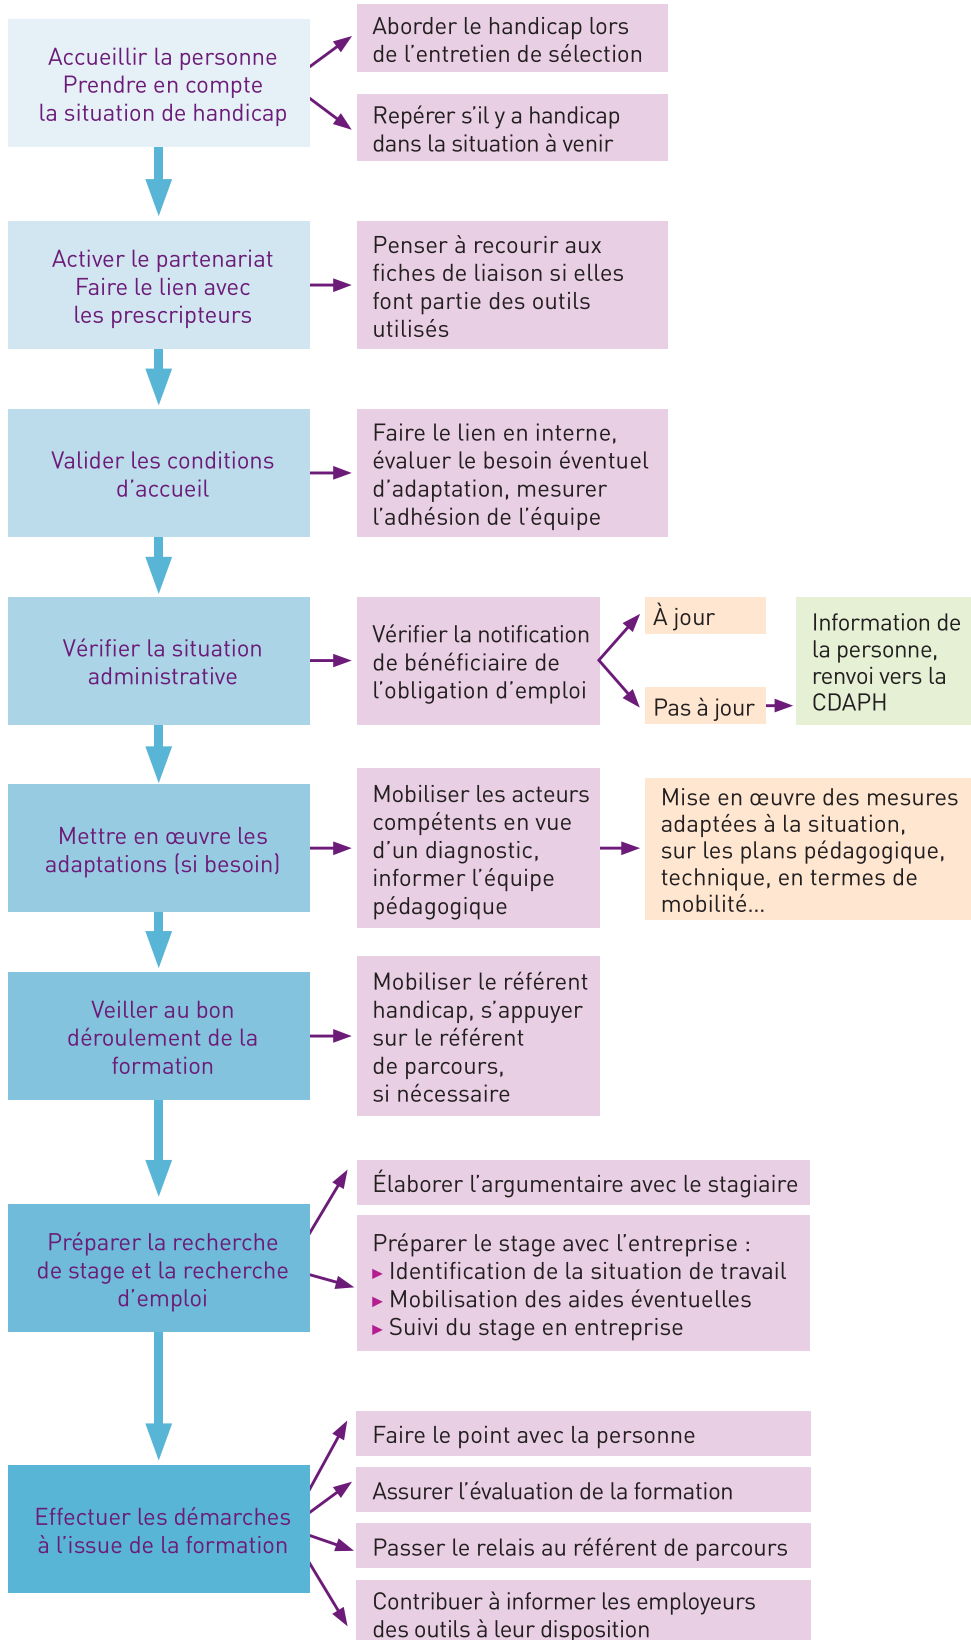 Accueillir la personne
Prendre en compte
la situation de handicap
Aborder le handicap lors
de l’entretien de sélection
Repérer s’il y a handicap
dans la situation à venir
Activer le partenariat
Faire le lien avec
les prescripteurs
Penser à recourir aux
fiches de liaison si elles
font partie des outils
utilisés
Valider les conditions
d’accueil
Faire le lien en interne,
évaluer le besoin éventuel
d’adaptation, mesurer
l’adhésion de l’équipe
Vérifier la situation
administrative
Vérifier la notification
de bénéficiaire de
l’obligation d’emploi
À jour
Pas à jour
Information de
la personne,
renvoi vers la
CDAPH
Mettre en œuvre les
adaptations (si besoin)
Mobiliser les acteurs
compétents en vue
d’un diagnostic,
informer l’équipe
pédagogique
Mise en œuvre des mesures
adaptées à la situation,
sur les plans pédagogique,
technique, en termes de
mobilité...
Veiller au bon
déroulement de la
formation
Mobiliser le référent
handicap, s’appuyer
sur le référent
de parcours,
si nécessaire
Préparer la recherche
de stage et la recherche
d’emploi
Élaborer l’argumentaire avec le stagiaire
Préparer le stage avec l’entreprise :
▸ Identification de la situation de travail
▸ Mobilisation des aides éventuelles
▸ Suivi du stage en entreprise
Effectuer les démarches
à l’issue de la formation
Faire le point avec la personne
Assurer l’évaluation de la formation
Passer le relais au référent de parcours
Contribuer à informer les employeurs
des outils à leur disposition